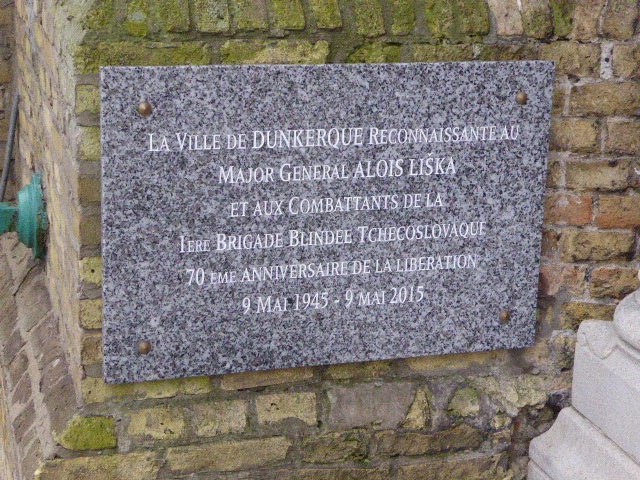 La Ville de DUNKERQUE Reconnaissante au
Major General ALOIS LIŠKA
et aux Combattants de la
1ere Brigade Blindee Tchecoslovaque
70 eme anniversaire de la liberation
9 Mai 1945 - 9 mai 2015